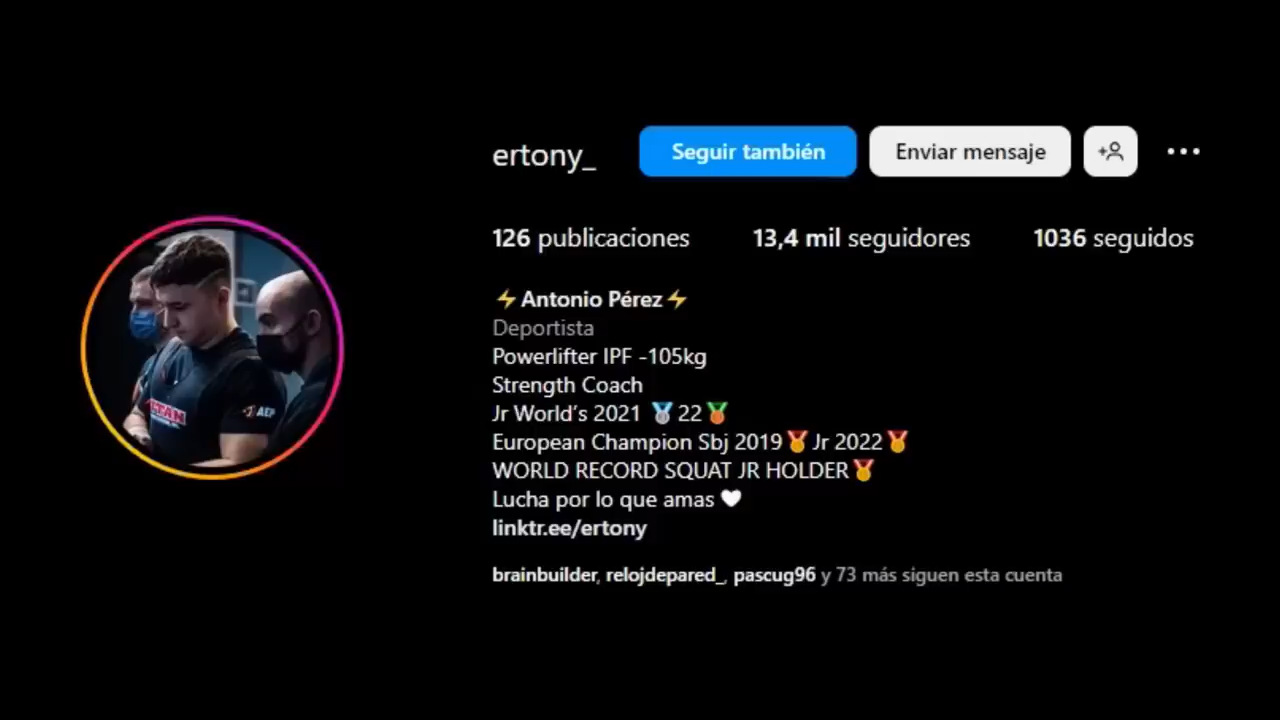 ertony_ Seguir también Enviar mensaje
126 publicaciones 13,4 mil seguidores 1036 seguidos
⚡Antonio Pérez⚡
Deportista
Powerlifter IPF -105kg
Strength Coach
Jr World's 2021 🥈22🥉
European Champion Sbj 2019🥇Jr 2022🥇
WORLD RECORD SQUAT JR HOLDER🥇
Lucha por lo que amas 🤍
linktr.ee/ertony
brainbuilder, relojdepared_, pascug96 y 73 más siguen esta cuenta
TITAN
AEP